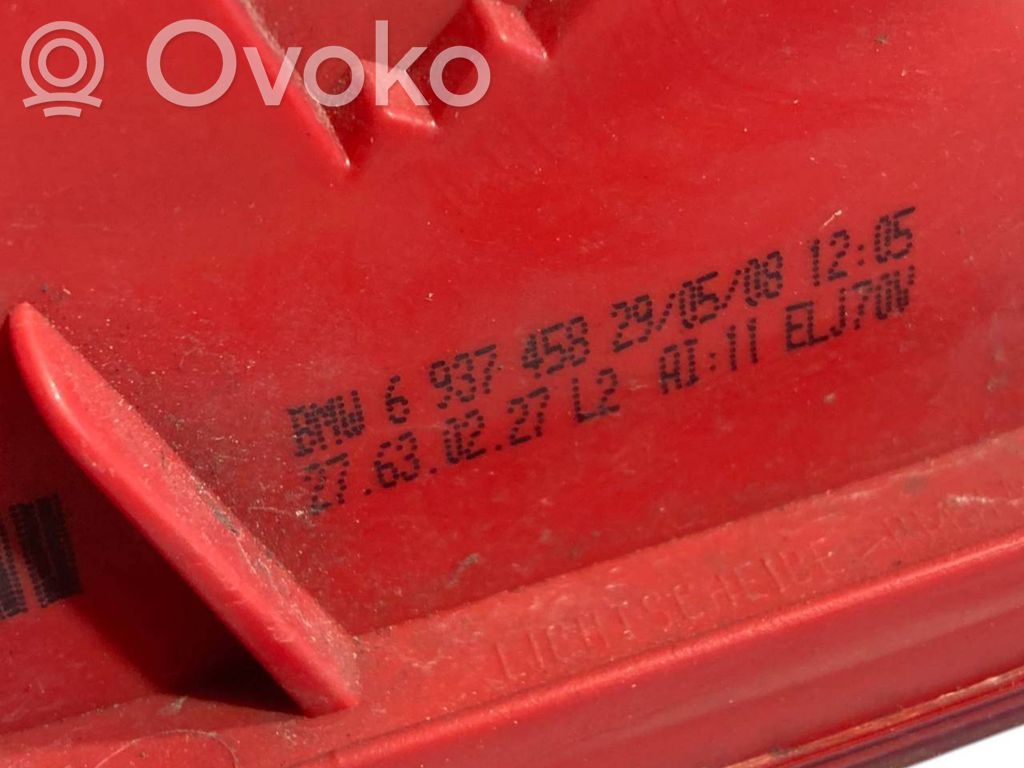 Ovoko
BMW 6 937 458 29/05/08 12:05
27.63.02.27 L2 AI:11 ELJ70V
LICHTSCHEIBE